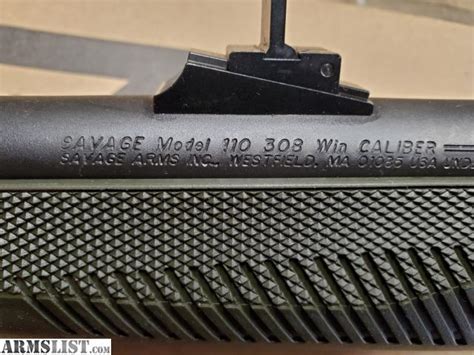 SAVAGE Model 110 308 Win CALIBER
SAVAGE ARMS INC., WESTFIELD, MA 01085 USA
ARMSLIST.COM